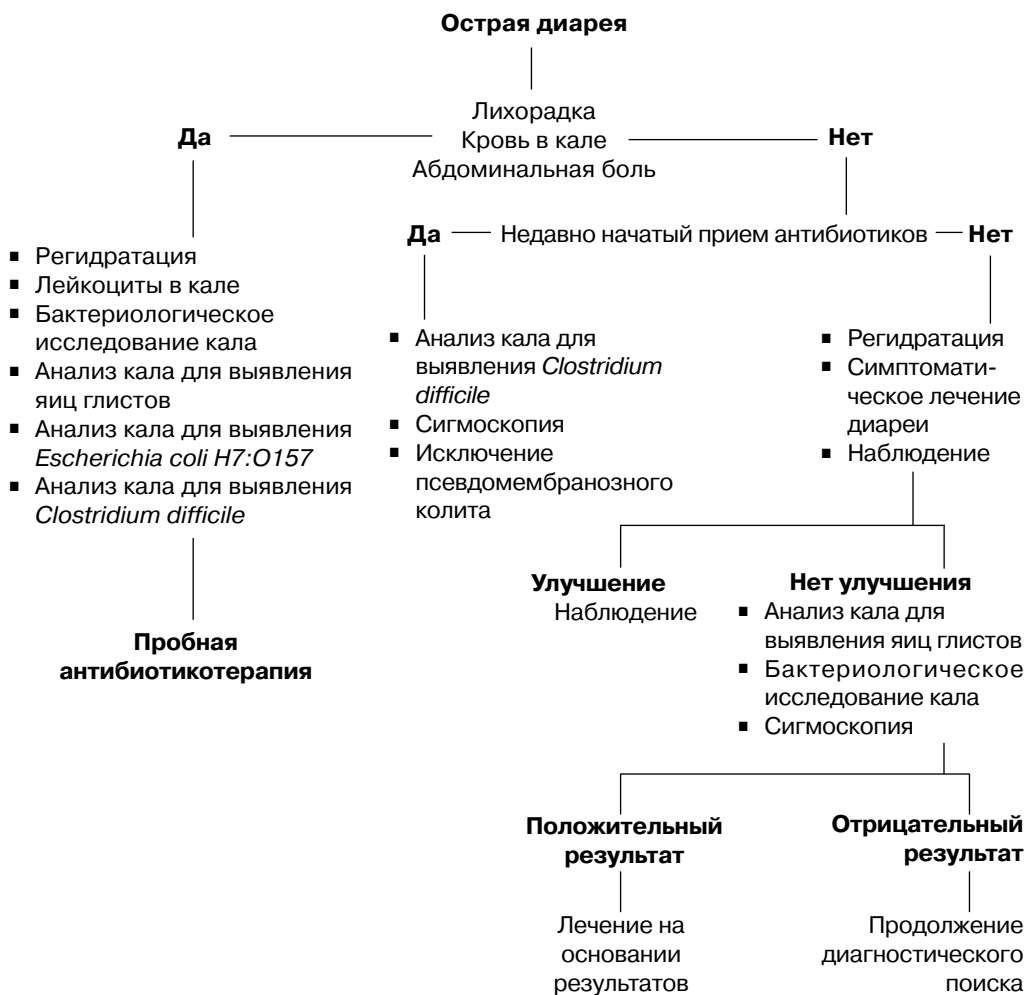 Острая диарея
Лихорадка
Да
Кровь в кале
Нет
Абдоминальная боль
Да
Недавно начатый прием антибиотиков
Нет
▪ Регидратация
▪ Лейкоциты в кале
▪ Бактериологическое
исследование кала
▪ Анализ кала для выявления
яиц глистов
▪ Анализ кала для выявления
Escherichia coli H7:O157
▪ Анализ кала для выявления
Clostridium difficile
Пробная
антибиотикотерапия
▪ Анализ кала для
выявления Clostridium
difficile
▪ Сигмоскопия
▪ Исключение
псевдомембранозного
колита
▪ Регидратация
▪ Симптомати-
ческое лечение
диареи
▪ Наблюдение
Улучшение
Наблюдение
Нет улучшения
▪ Анализ кала для
выявления яиц глистов
▪ Бактериологическое
исследование кала
▪ Сигмоскопия
Положительный
результат
Лечение на
основании
результатов
Отрицательный
результат
Продолжение
диагностического
поиска